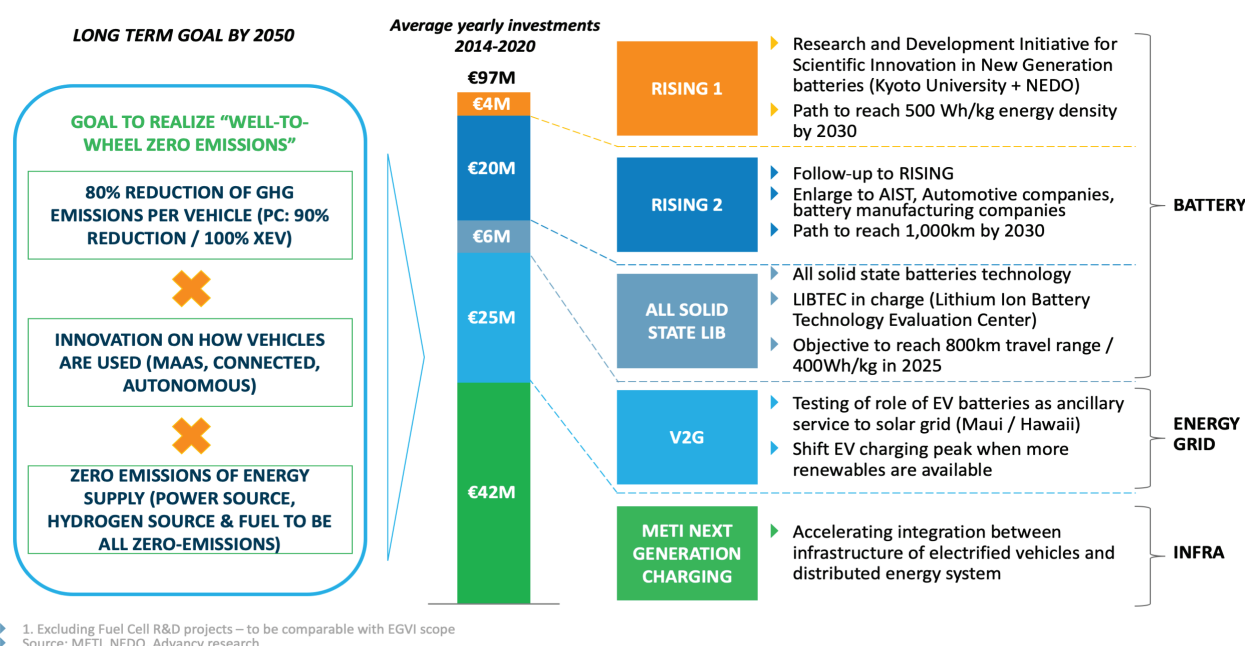 LONG TERM GOAL BY 2050
GOAL TO REALIZE “WELL-TO-
WHEEL ZERO EMISSIONS”
80% REDUCTION OF GHG
EMISSIONS PER VEHICLE (PC: 90%
REDUCTION / 100% XEV)
INNOVATION ON HOW VEHICLES
ARE USED (MAAS, CONNECTED,
AUTONOMOUS)
ZERO EMISSIONS OF ENERGY
SUPPLY (POWER SOURCE,
HYDROGEN SOURCE & FUEL TO BE
ALL ZERO-EMISSIONS)
Average yearly investments
2014-2020
€97M
€4M
€20M
€6M
€25M
€42M
RISING 1
Research and Development Initiative for
Scientific Innovation in New Generation
batteries (Kyoto University + NEDO)
Path to reach 500 Wh/kg energy density
by 2030
RISING 2
Follow-up to RISING
Enlarge to AIST, Automotive companies,
battery manufacturing companies
Path to reach 1,000km by 2030
ALL SOLID
STATE LIB
All solid state batteries technology
LIBTEC in charge (Lithium Ion Battery
Technology Evaluation Center)
Objective to reach 800km travel range /
400Wh/kg in 2025
BATTERY
V2G
Testing of role of EV batteries as ancillary
service to solar grid (Maui / Hawaii)
Shift EV charging peak when more
renewables are available
ENERGY
GRID
METI NEXT
GENERATION
CHARGING
Accelerating integration between
infrastructure of electrified vehicles and
distributed energy system
INFRA
1. Excluding Fuel Cell R&D projects – to be comparable with EGVI scope
Source: METI, NEDO, Advancy research